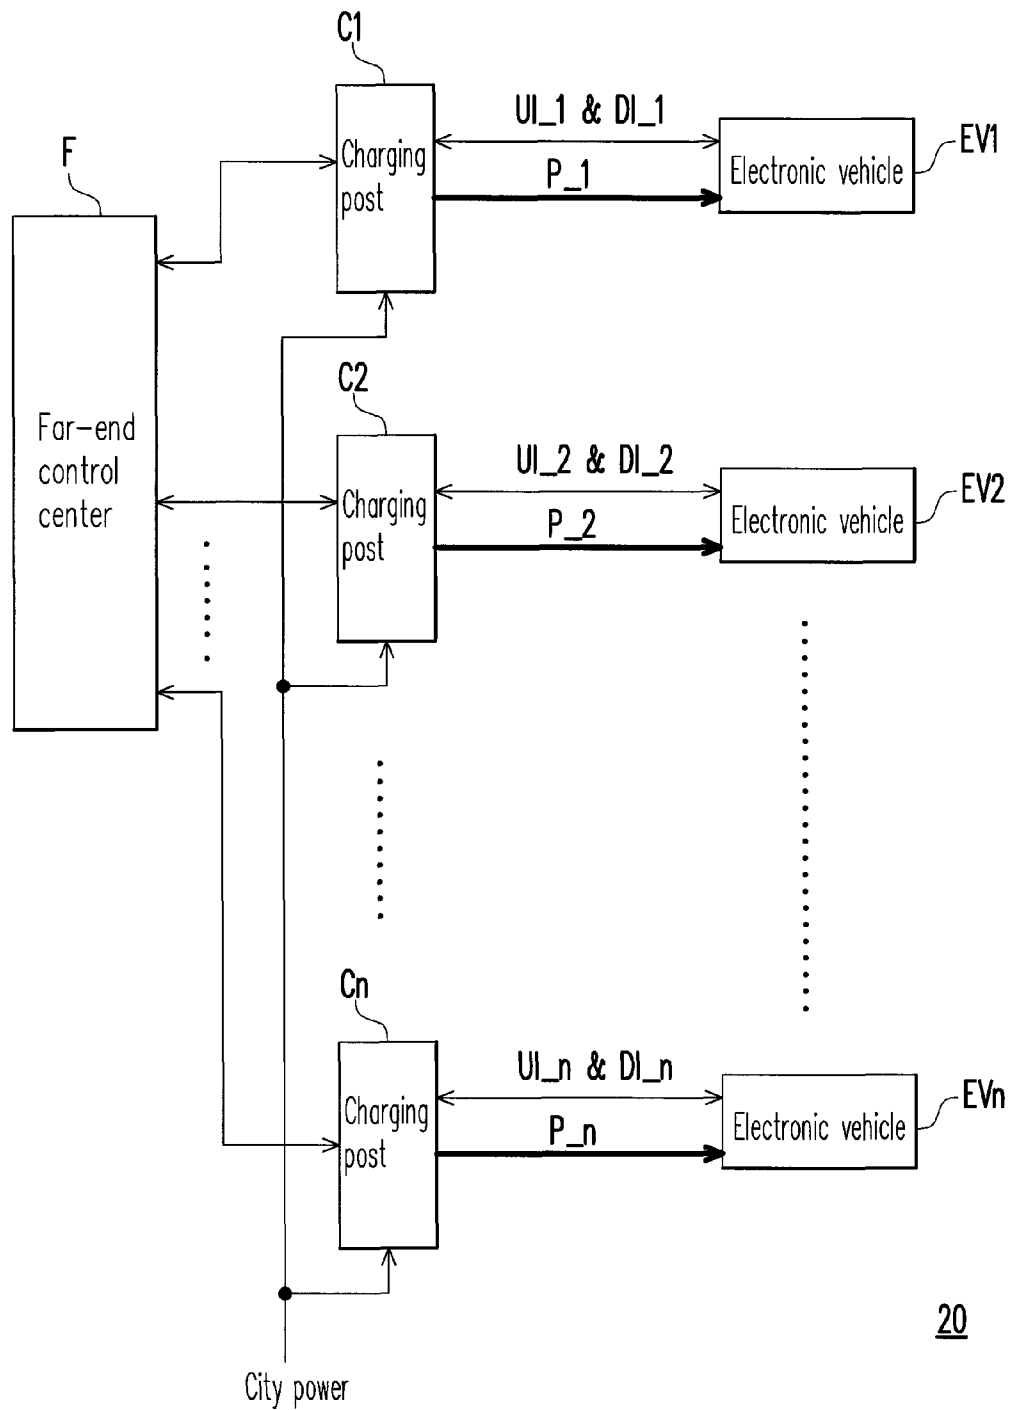 C1
UI_1 & DI_1
F
Charging
post
P_1
Electronic vehicle
EV1
C2
Far-end
control
center
UI_2 & DI_2
Charging
post
P_2
Electronic vehicle
EV2
Cn
UI_n & DI_n
Charging
post
P_n
Electronic vehicle
EVn
20
City power